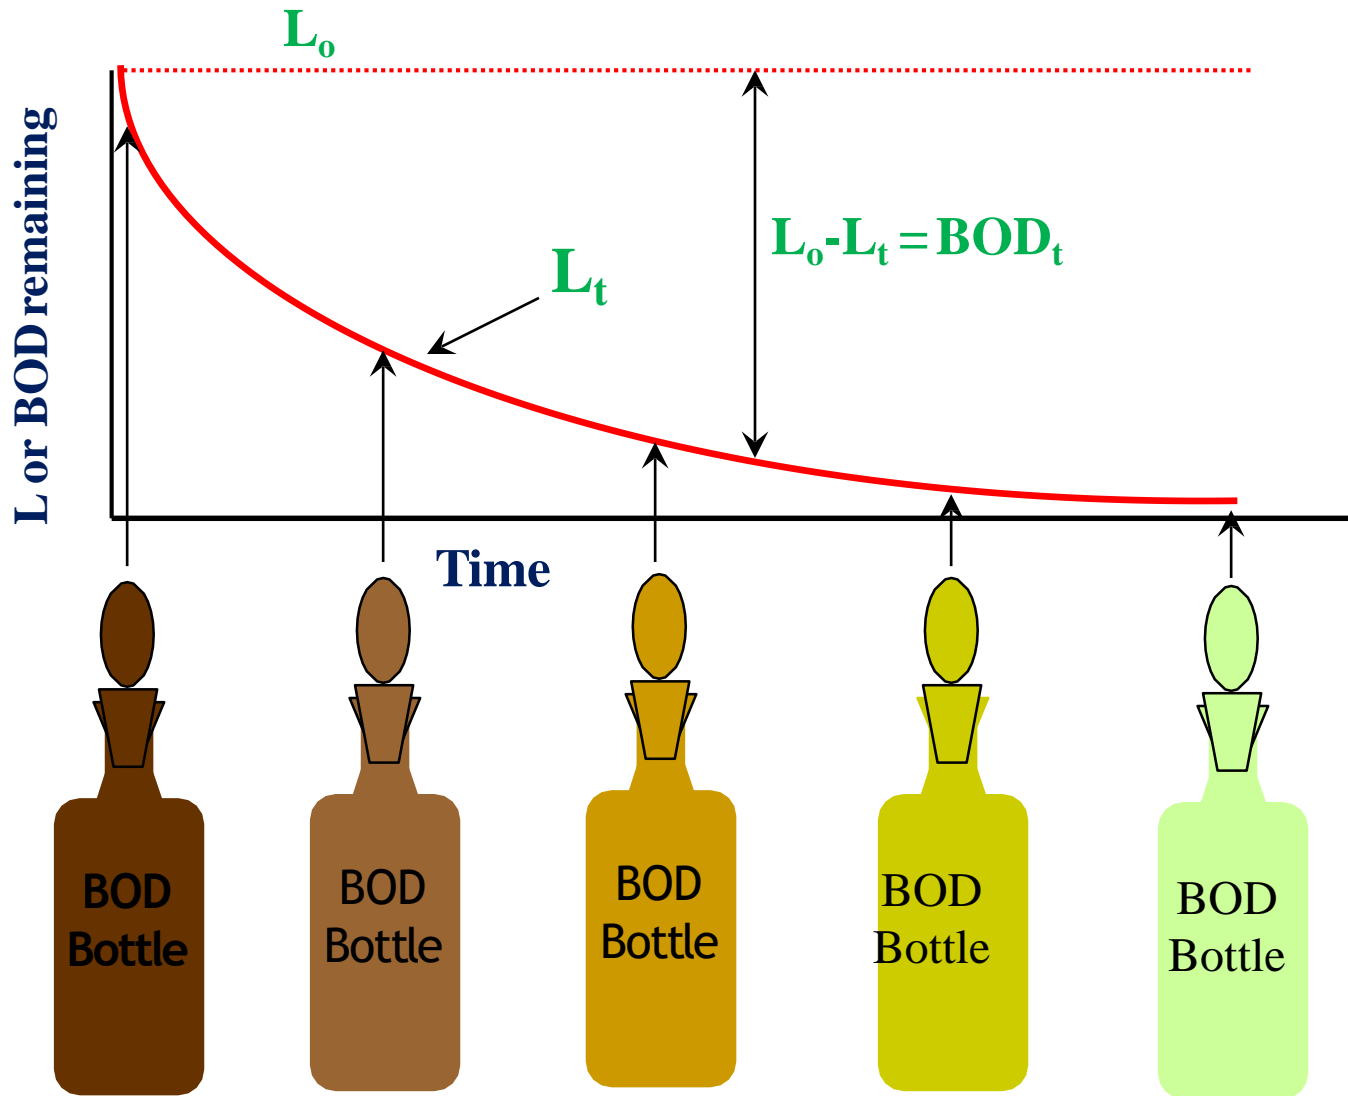 Lo
L or BOD remaining
Lo-Lt = BODt
Lt
Time
BOD
Bottle
BOD
Bottle
BOD
Bottle
BOD
Bottle
BOD
Bottle